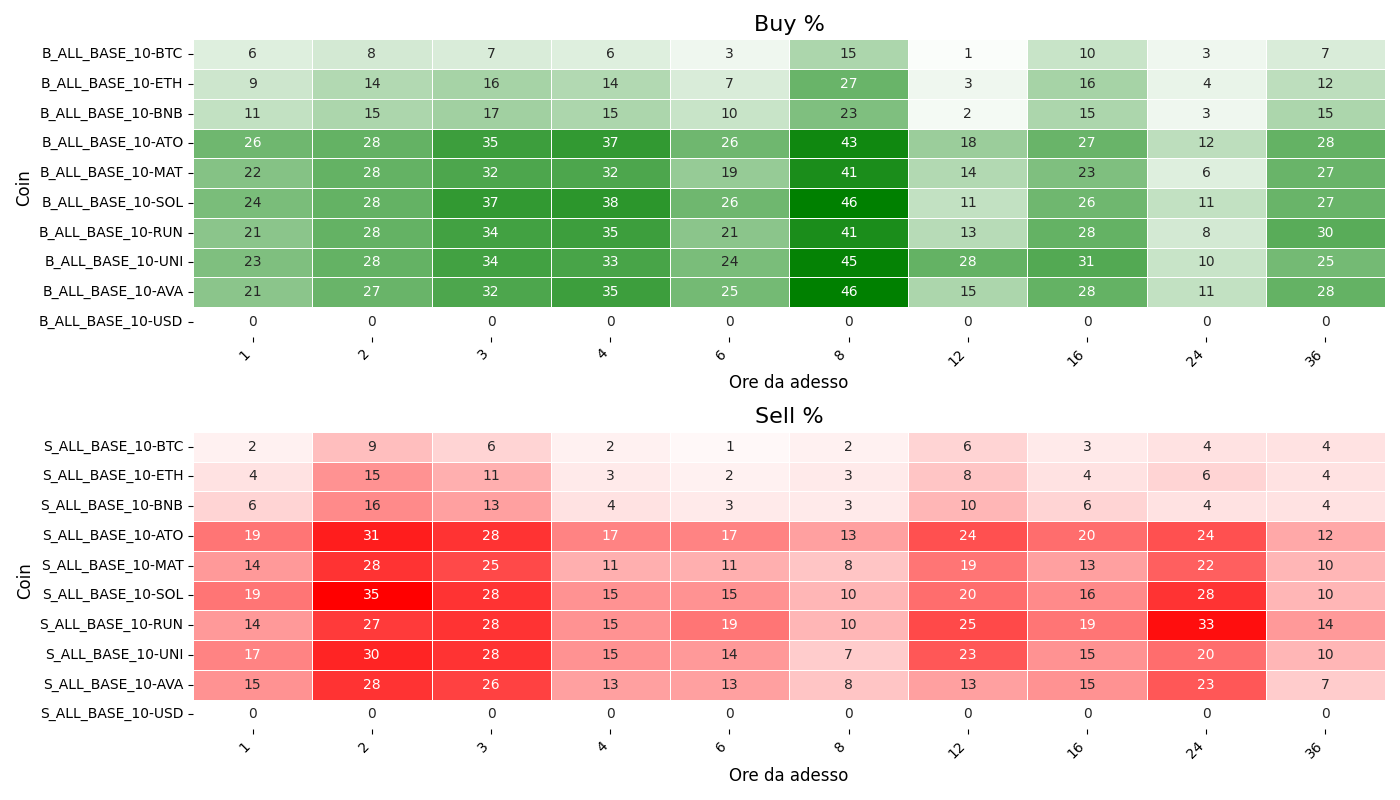 Buy %
Coin
B_ALL_BASE_10-BTC 6 8 7 6 3 15 1 10 3 7
B_ALL_BASE_10-ETH 9 14 16 14 7 27 3 16 4 12
B_ALL_BASE_10-BNB 11 15 17 15 10 23 2 15 3 15
B_ALL_BASE_10-ATO 26 28 35 37 26 43 18 27 12 28
B_ALL_BASE_10-MAT 22 28 32 32 19 41 14 23 6 27
B_ALL_BASE_10-SOL 24 28 37 38 26 46 11 26 11 27
B_ALL_BASE_10-RUN 21 28 34 35 21 41 13 28 8 30
B_ALL_BASE_10-UNI 23 28 34 33 24 45 28 31 10 25
B_ALL_BASE_10-AVA 21 27 32 35 25 46 15 28 11 28
B_ALL_BASE_10-USD 0 0 0 0 0 0 0 0 0 0
1 2 3 4 6 8 12 16 24 36
Ore da adesso
Sell %
Coin
S_ALL_BASE_10-BTC 2 9 6 2 1 2 6 3 4 4
S_ALL_BASE_10-ETH 4 15 11 3 2 3 8 4 6 4
S_ALL_BASE_10-BNB 6 16 13 4 3 3 10 6 4 4
S_ALL_BASE_10-ATO 19 31 28 17 17 13 24 20 24 12
S_ALL_BASE_10-MAT 14 28 25 11 11 8 19 13 22 10
S_ALL_BASE_10-SOL 19 35 28 15 15 10 20 16 28 10
S_ALL_BASE_10-RUN 14 27 28 15 19 10 25 19 33 14
S_ALL_BASE_10-UNI 17 30 28 15 14 7 23 15 20 10
S_ALL_BASE_10-AVA 15 28 26 13 13 8 13 15 23 7
S_ALL_BASE_10-USD 0 0 0 0 0 0 0 0 0 0
1 2 3 4 6 8 12 16 24 36
Ore da adesso